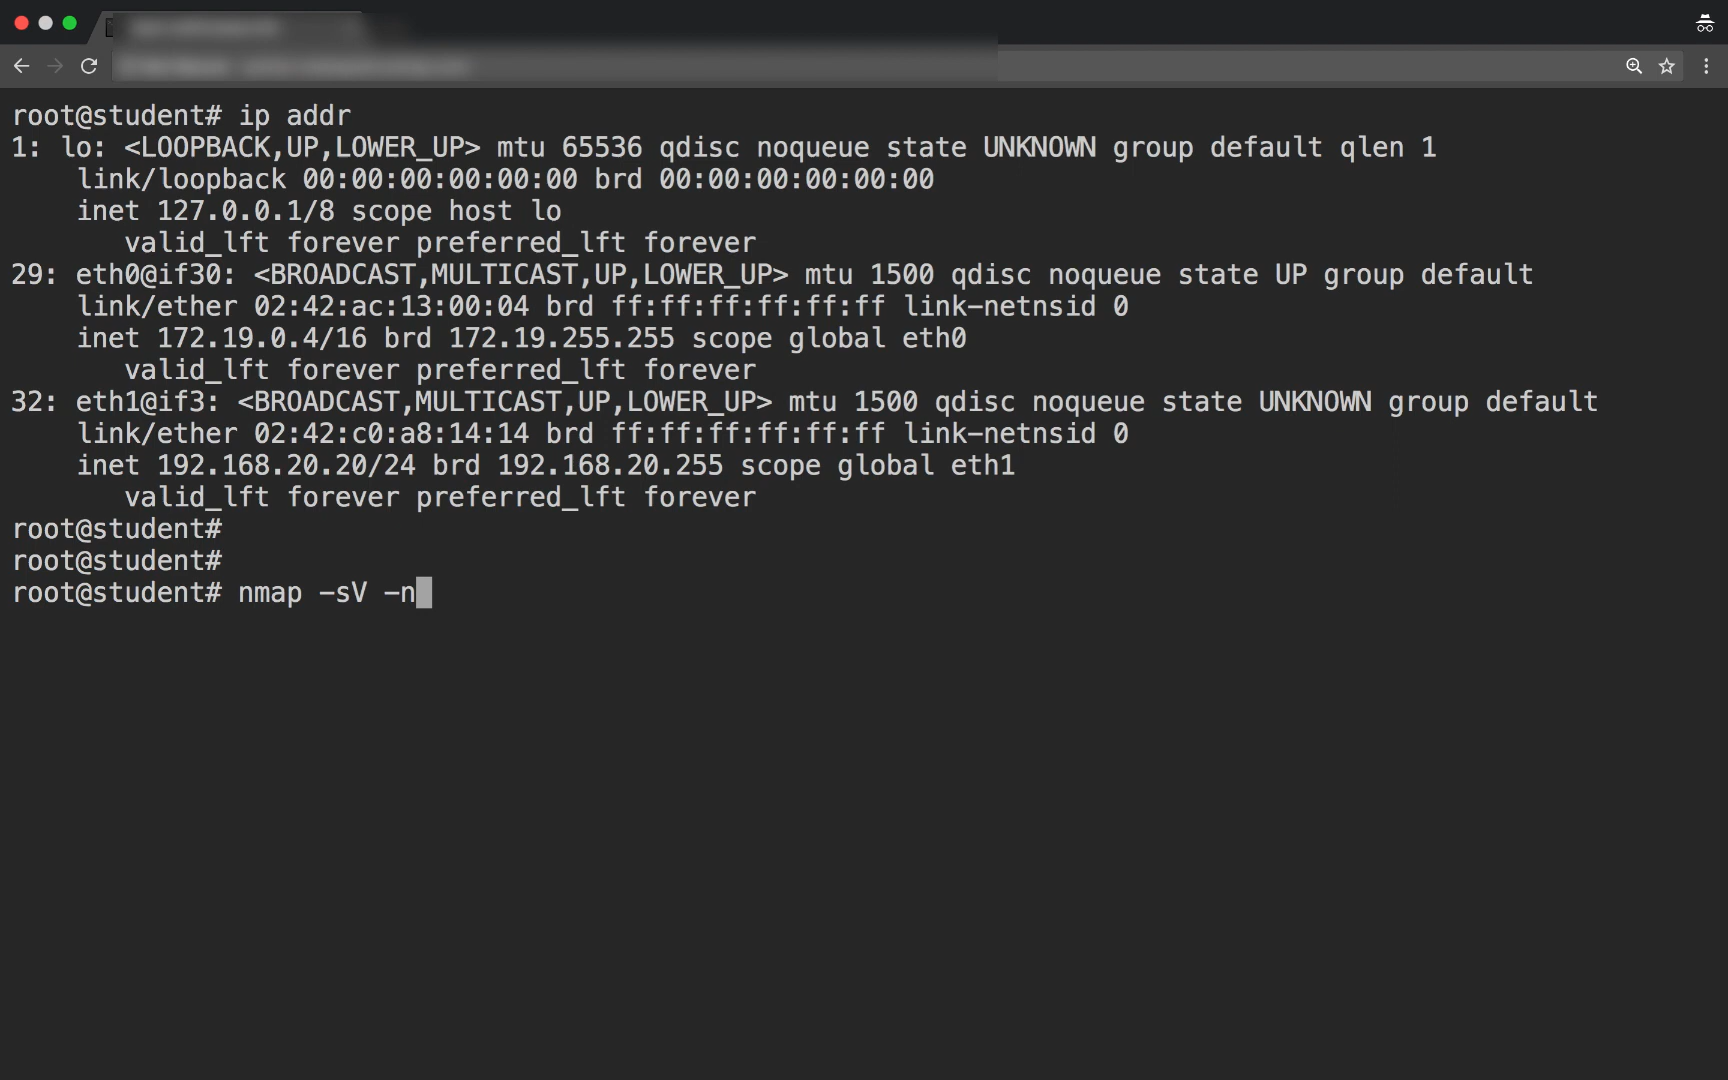 root@student# ip addr
1: lo: <LOOPBACK,UP,LOWER_UP> mtu 65536 qdisc noqueue state UNKNOWN group default qlen 1
    link/loopback 00:00:00:00:00:00 brd 00:00:00:00:00:00
    inet 127.0.0.1/8 scope host lo
       valid_lft forever preferred_lft forever
29: eth0@if30: <BROADCAST,MULTICAST,UP,LOWER_UP> mtu 1500 qdisc noqueue state UP group default
    link/ether 02:42:ac:13:00:04 brd ff:ff:ff:ff:ff:ff link-netnsid 0
    inet 172.19.0.4/16 brd 172.19.255.255 scope global eth0
       valid_lft forever preferred_lft forever
32: eth1@if3: <BROADCAST,MULTICAST,UP,LOWER_UP> mtu 1500 qdisc noqueue state UNKNOWN group default
    link/ether 02:42:c0:a8:14:14 brd ff:ff:ff:ff:ff:ff link-netnsid 0
    inet 192.168.20.20/24 brd 192.168.20.255 scope global eth1
       valid_lft forever preferred_lft forever
root@student#
root@student#
root@student# nmap -sV -n